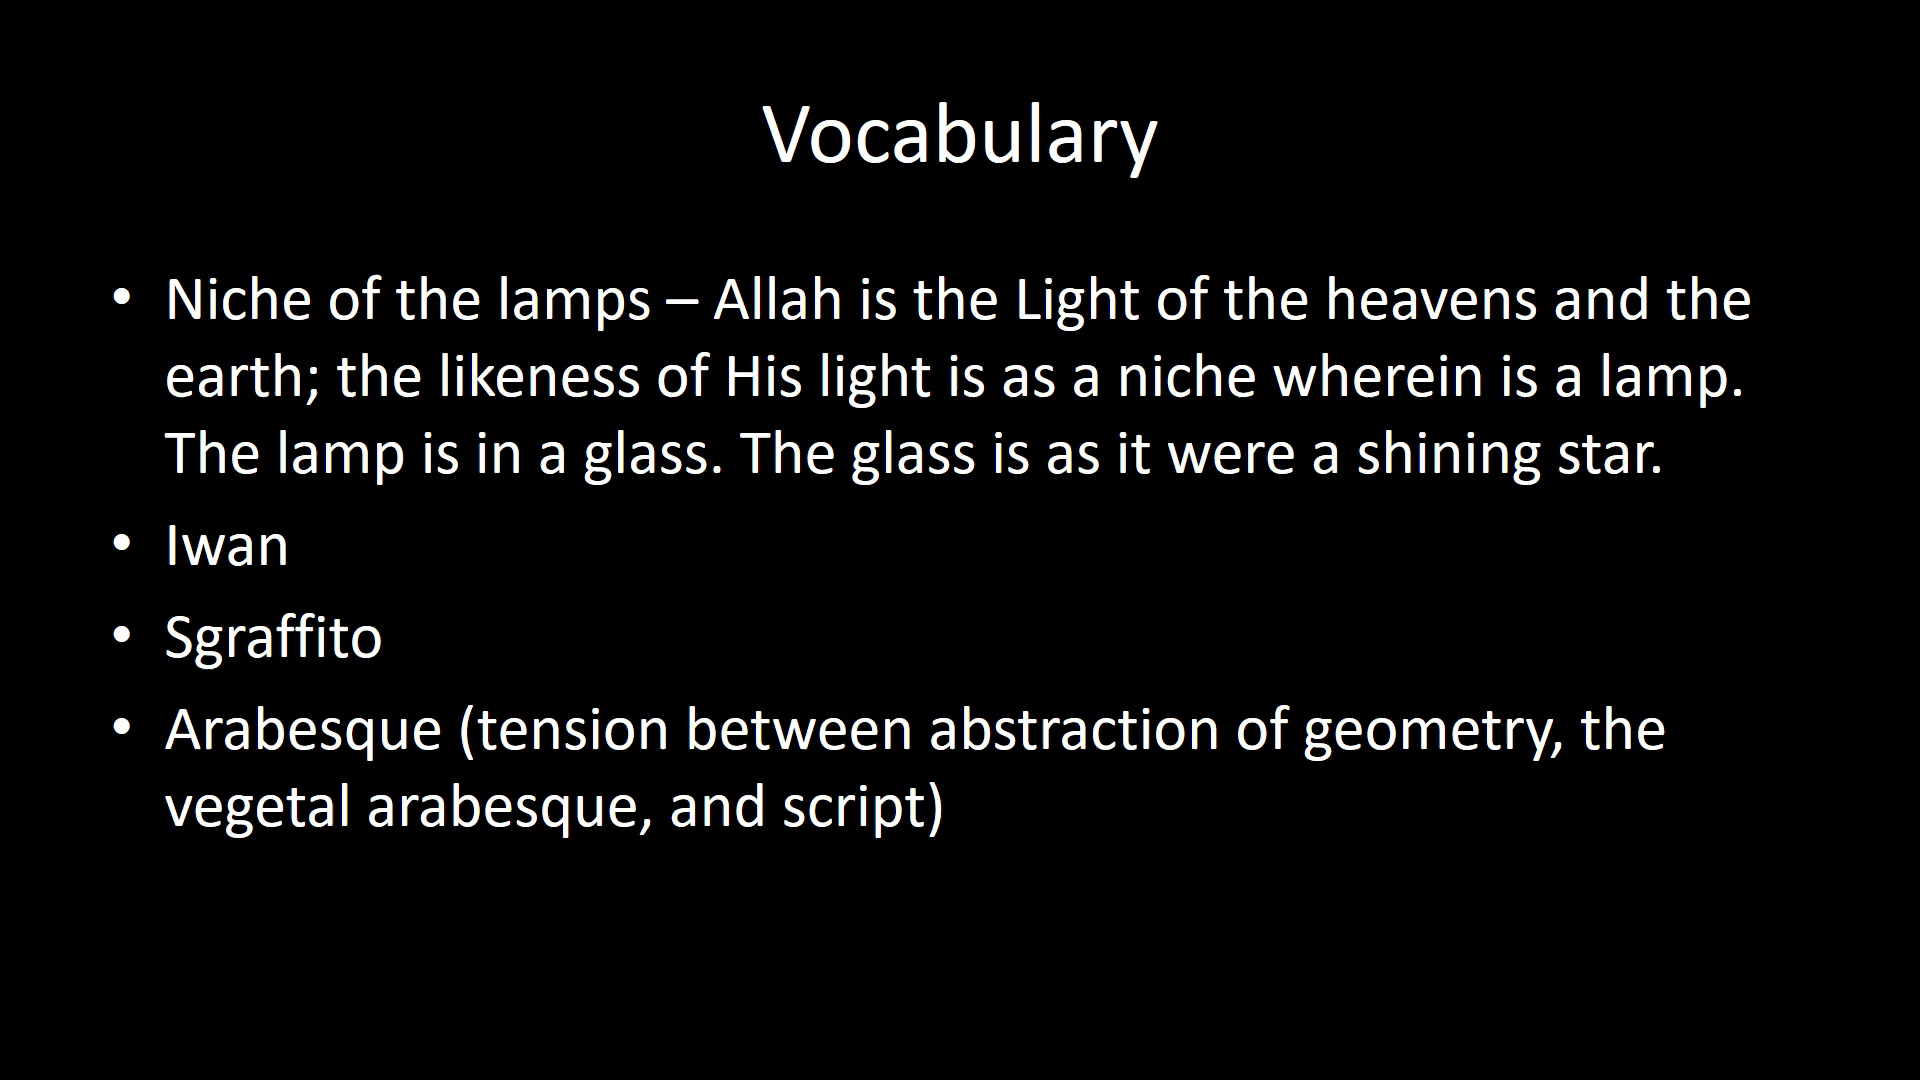 Vocabulary
• Niche of the lamps – Allah is the Light of the heavens and the
earth; the likeness of His light is as a niche wherein is a lamp.
The lamp is in a glass. The glass is as it were a shining star.
• Iwan
• Sgraffito
• Arabesque (tension between abstraction of geometry, the
vegetal arabesque, and script)